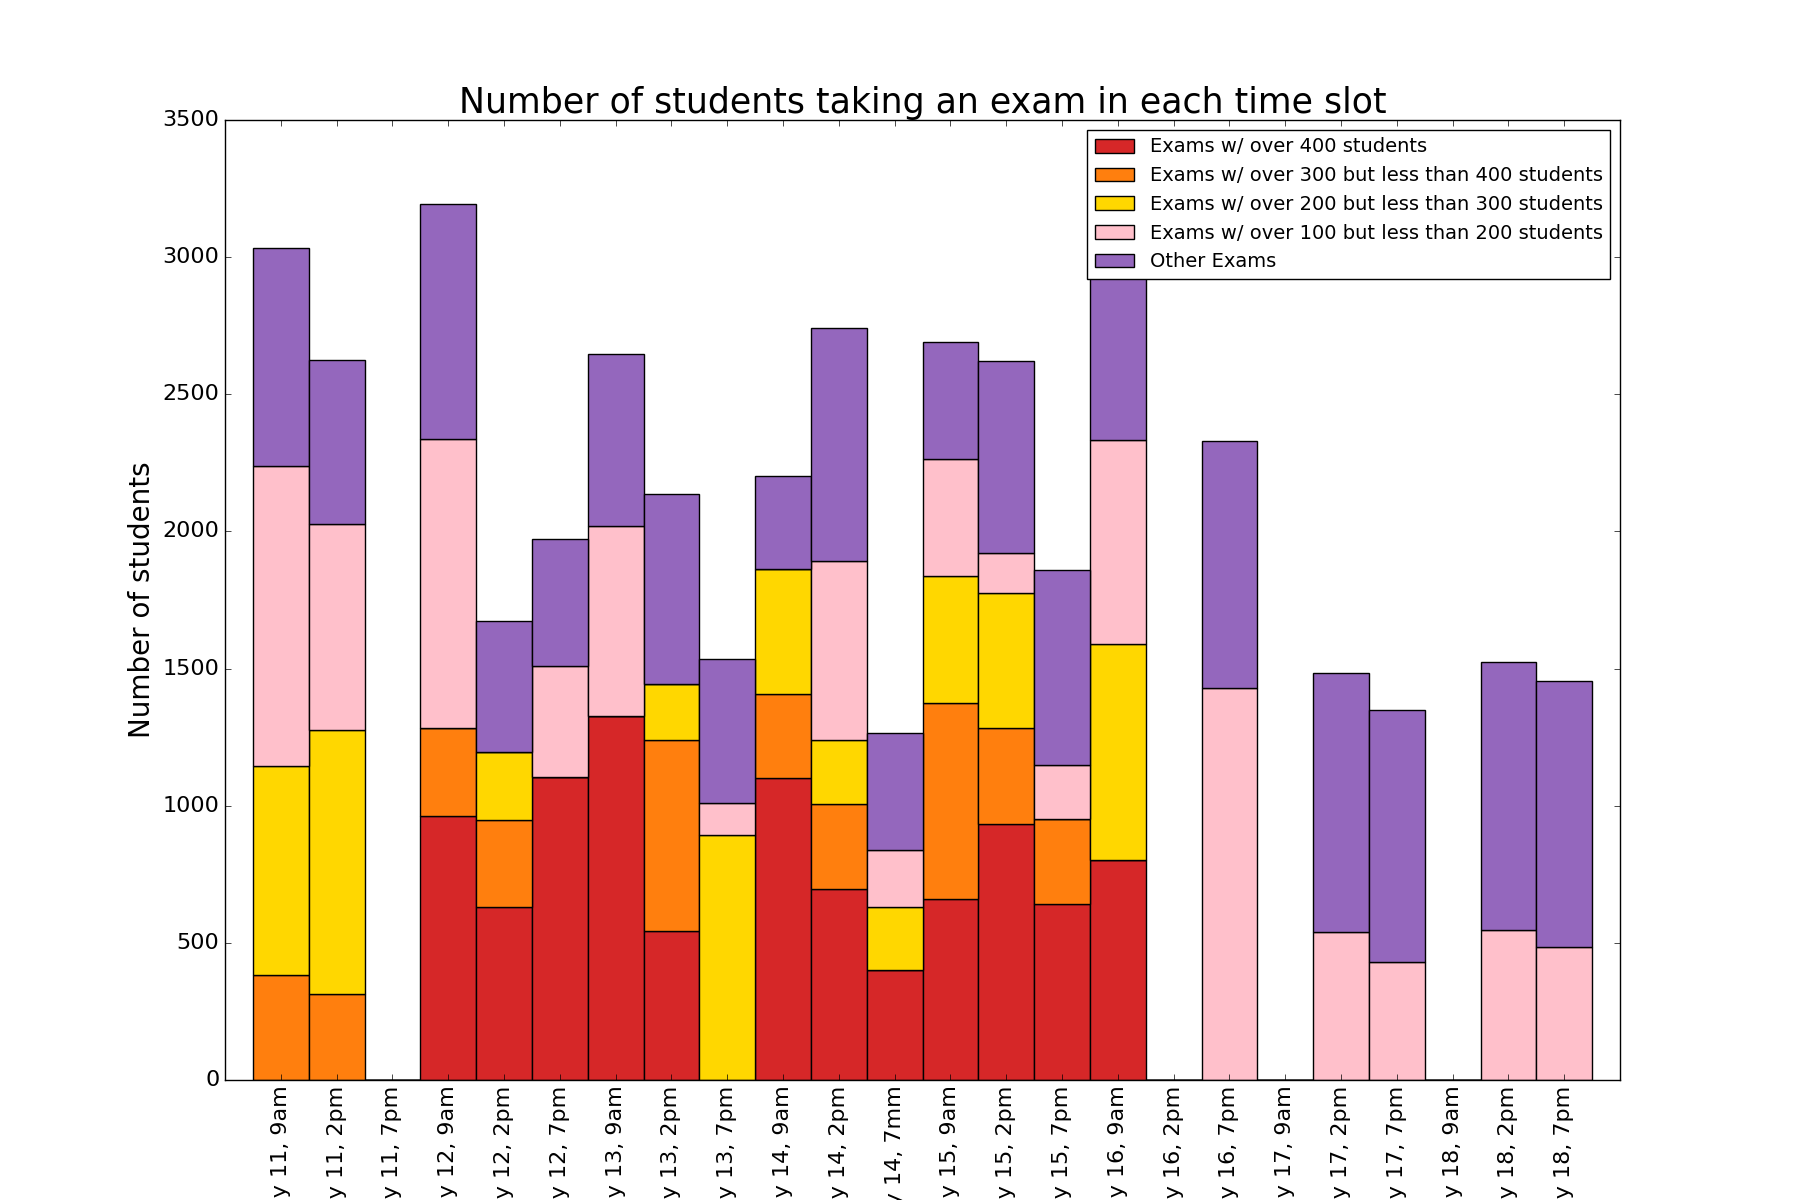 Number of students taking an exam in each time slot
3500
3000
2500
2000
1500
1000
500
0
Number of students
Exams w/ over 400 students
Exams w/ over 300 but less than 400 students
Exams w/ over 200 but less than 300 students
Exams w/ over 100 but less than 200 students
Other Exams
y 11, 9am
y 11, 2pm
y 11, 7pm
y 12, 9am
y 12, 2pm
y 12, 7pm
y 13, 9am
y 13, 2pm
y 13, 7pm
y 14, 9am
y 14, 2pm
y 14, 7mm
y 15, 9am
y 15, 2pm
y 15, 7pm
y 16, 9am
y 16, 2pm
y 16, 7pm
y 17, 9am
y 17, 2pm
y 17, 7pm
y 18, 9am
y 18, 2pm
y 18, 7pm